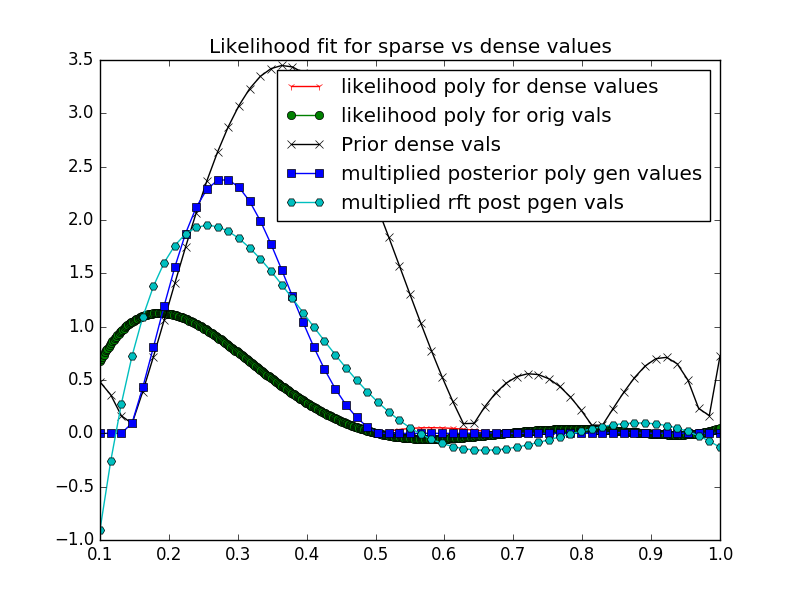 Likelihood fit for sparse vs dense values
likelihood poly for dense values
likelihood poly for orig vals
Prior dense vals
multiplied posterior poly gen values
multiplied rft post pgen vals
3.5
3.0
2.5
2.0
1.5
1.0
0.5
0.0
−0.5
−1.0
0.1 0.2 0.3 0.4 0.5 0.6 0.7 0.8 0.9 1.0